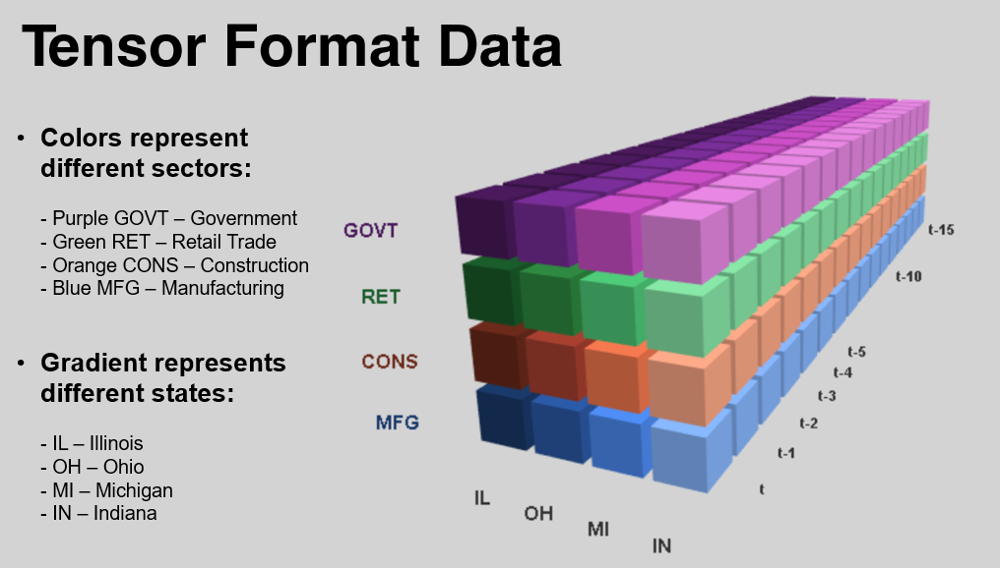 Tensor Format Data
• Colors represent
different sectors:
- Purple GOVT – Government
- Green RET – Retail Trade
- Orange CONS – Construction
- Blue MFG – Manufacturing
• Gradient represents
different states:
- IL – Illinois
- OH – Ohio
- MI – Michigan
- IN – Indiana
GOVT
RET
CONS
MFG
IL
OH
MI
IN
t
t-1
t-2
t-3
t-4
t-5
t-10
t-15